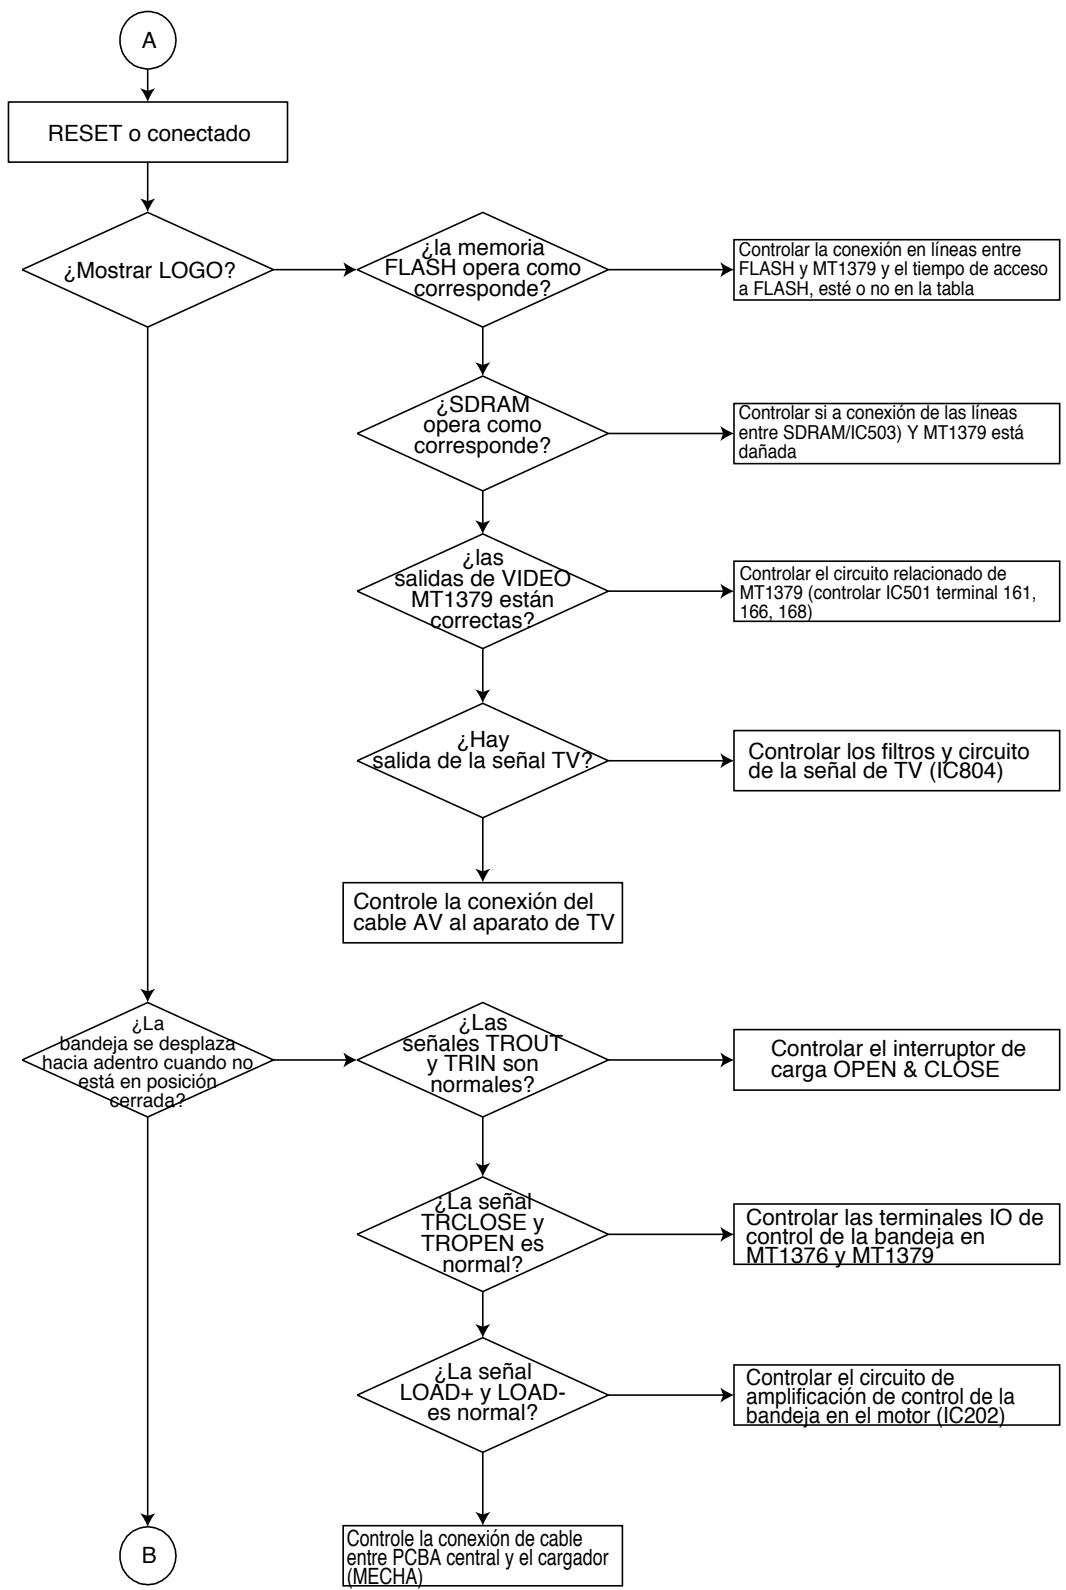 A
RESET o conectado
¿Mostrar LOGO?
¿la memoria
FLASH opera como
corresponde?
Controlar la conexión en líneas entre
FLASH y MT1379 y el tiempo de acceso
a FLASH, esté o no en la tabla
¿SDRAM
opera como
corresponde?
Controlar si a conexión de las líneas
entre SDRAM/IC503) Y MT1379 está
dañada
¿las
salidas de VIDEO
MT1379 están
correctas?
Controlar el circuito relacionado de
MT1379 (controlar IC501 terminal 161,
166, 168)
¿Hay
salida de la señal TV?
Controlar los filtros y circuito
de la señal de TV (IC804)
Controle la conexión del
cable AV al aparato de TV
¿La
bandeja se desplaza
hacia adentro cuando no
está en posición
cerrada?
¿Las
señales TROUT
y TRIN son
normales?
Controlar el interruptor de
carga OPEN & CLOSE
¿La señal
TRCLOSE y
TROPEN es
normal?
Controlar las terminales IO de
control de la bandeja en
MT1376 y MT1379
¿La señal
LOAD+ y LOAD-
es normal?
Controlar el circuito de
amplificación de control de la
bandeja en el motor (IC202)
B
Controle la conexión de cable
entre PCBA central y el cargador
(MECHA)